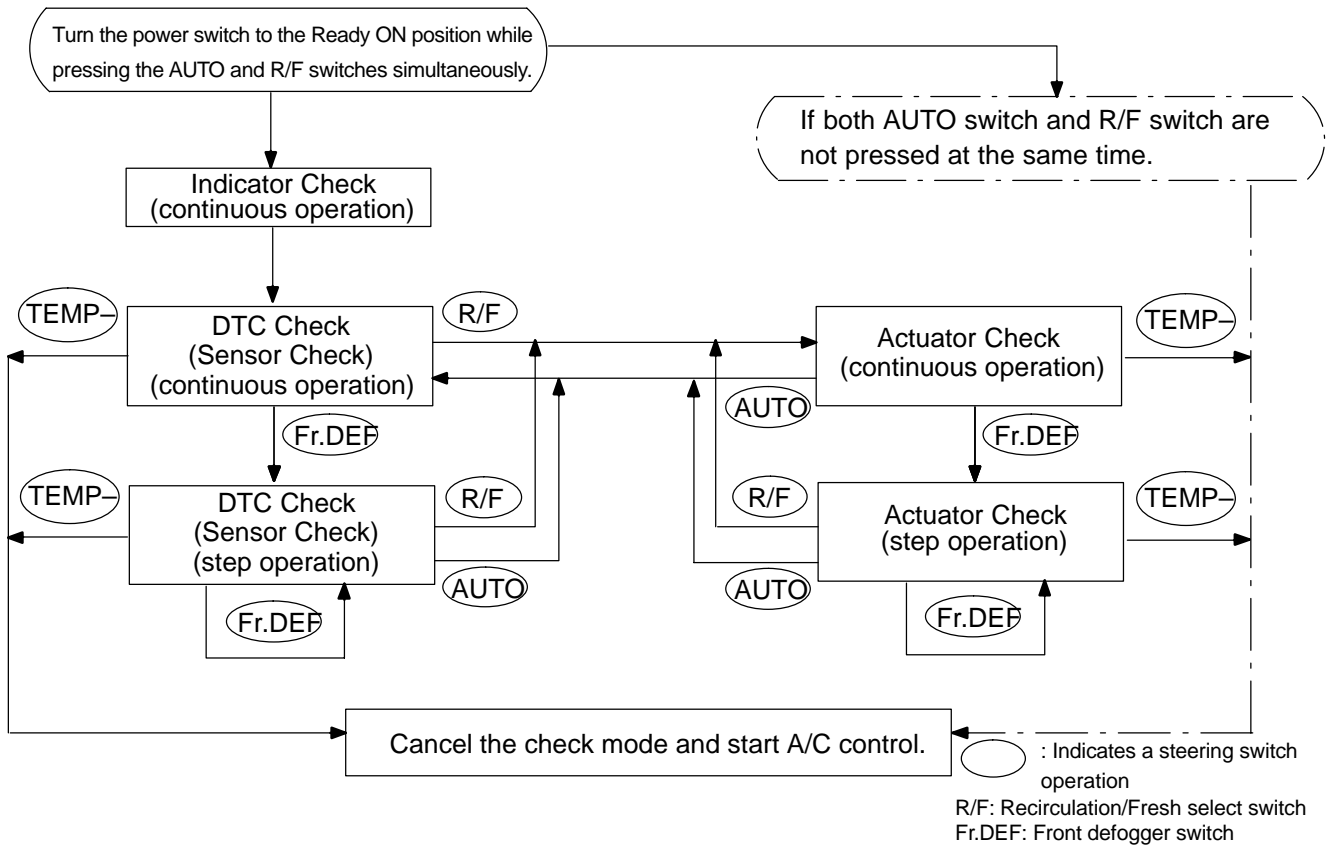 Turn the power switch to the Ready ON position while
pressing the AUTO and R/F switches simultaneously.
If both AUTO switch and R/F switch are
not pressed at the same time.
Indicator Check
(continuous operation)
TEMP–
DTC Check
(Sensor Check)
(continuous operation)
R/F
Actuator Check
(continuous operation)
TEMP–
AUTO
Fr.DEF
Fr.DEF
TEMP–
DTC Check
(Sensor Check)
(step operation)
R/F
AUTO
R/F
AUTO
Actuator Check
(step operation)
TEMP–
Fr.DEF
Fr.DEF
Cancel the check mode and start A/C control.
: Indicates a steering switch
operation
R/F: Recirculation/Fresh select switch
Fr.DEF: Front defogger switch